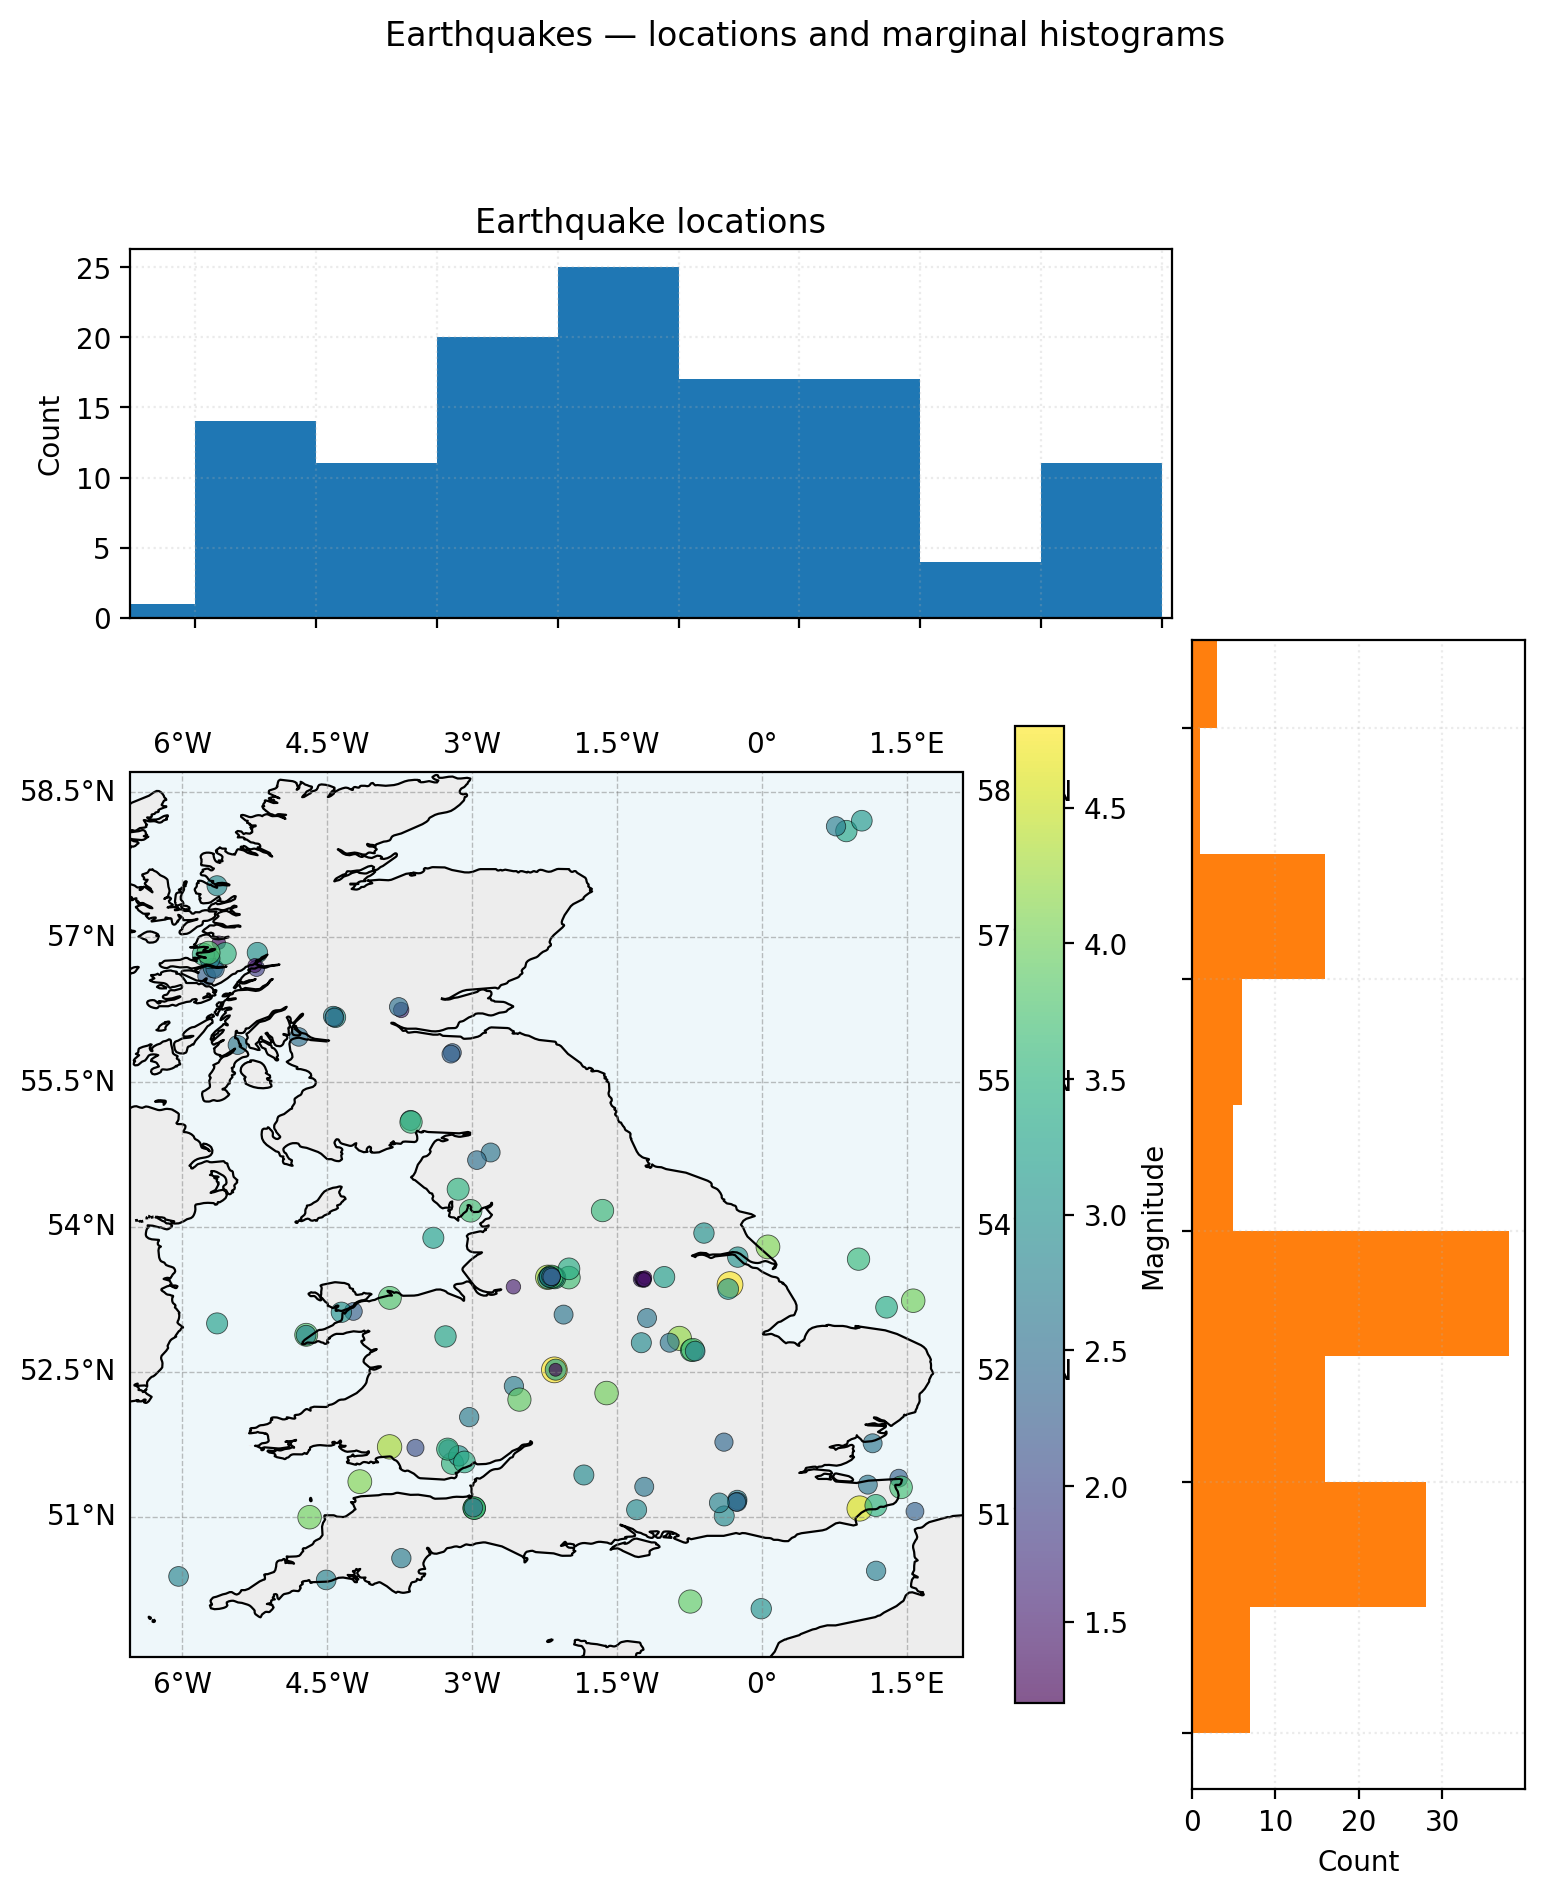 Earthquakes — locations and marginal histograms
Earthquake locations
25
20
15
10
5
0
Count
6°W 4.5°W 3°W 1.5°W 0° 1.5°E
58.5°N
57°N
55.5°N
54°N
52.5°N
51°N
58 N
57
55 N
54
52 N
51
6°W 4.5°W 3°W 1.5°W 0° 1.5°E
4.5
4.0
3.5
3.0
2.5
2.0
1.5
Magnitude
0 10 20 30
Count